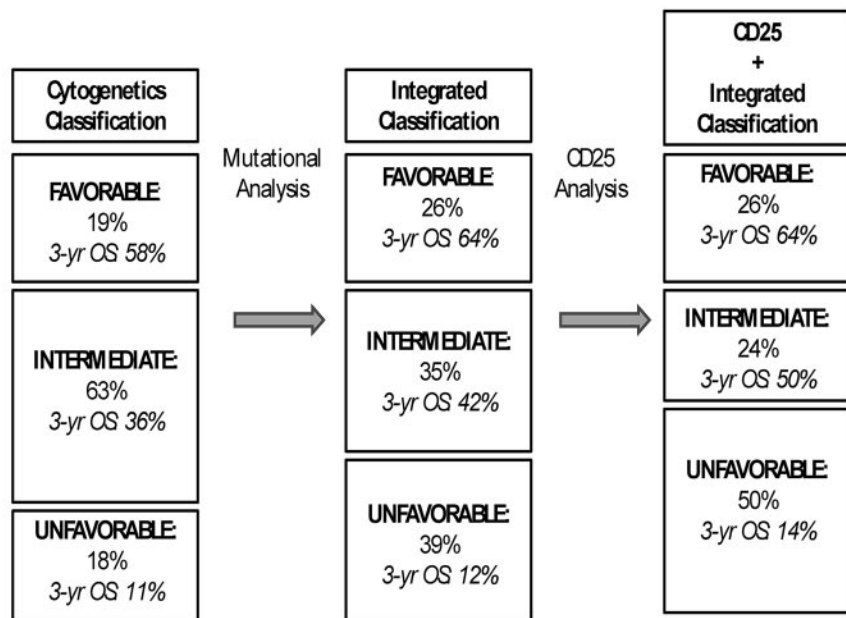 Cytogenetics
Classification
FAVORABLE:
19%
3-yr OS: 58%
INTERMEDIATE:
63%
3-yr OS: 36%
UNFAVORABLE:
18%
3-yr OS: 11%
Mutational
Analysis
Integrated
Classification
FAVORABLE:
26%
3-yr OS: 64%
INTERMEDIATE:
35%
3-yr OS: 42%
UNFAVORABLE:
39%
3-yr OS: 12%
CD25
Analysis
CD25
+
Integrated
Classification
FAVORABLE:
26%
3-yr OS: 64%
INTERMEDIATE:
24%
3-yr OS: 50%
UNFAVORABLE:
50%
3-yr OS: 14%